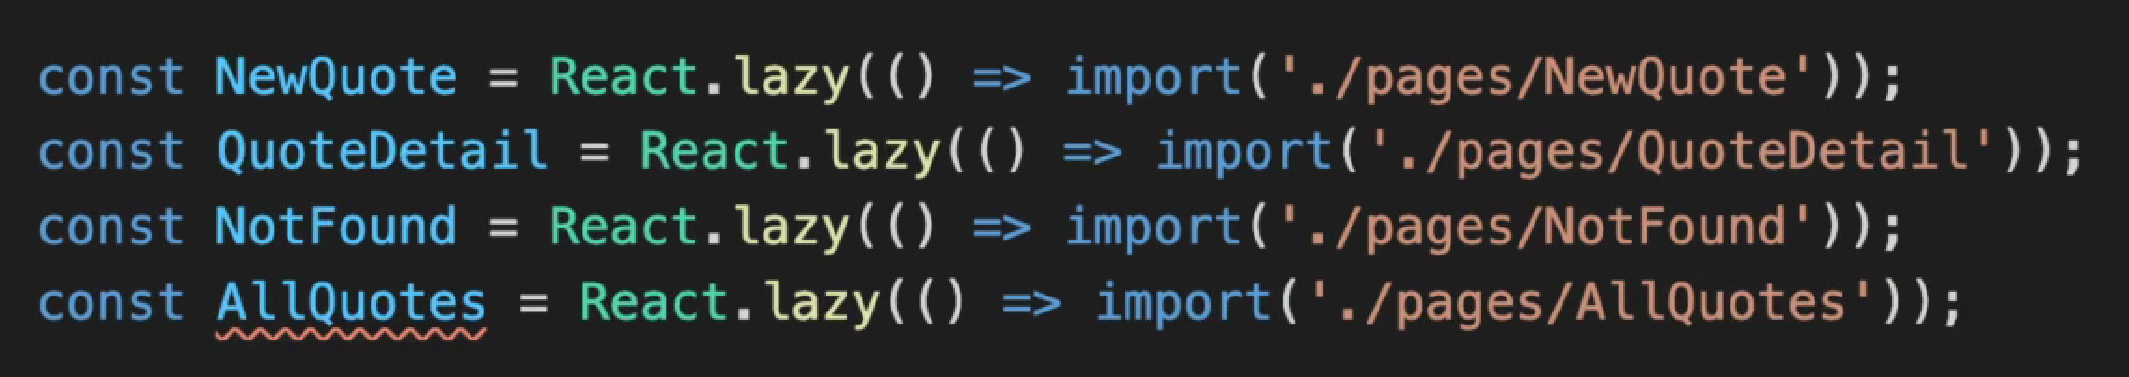 const NewQuote = React.lazy(() => import('./pages/NewQuote'));
const QuoteDetail = React.lazy(() => import('./pages/QuoteDetail'));
const NotFound = React.lazy(() => import('./pages/NotFound'));
const AllQuotes = React.lazy(() => import('./pages/AllQuotes'));